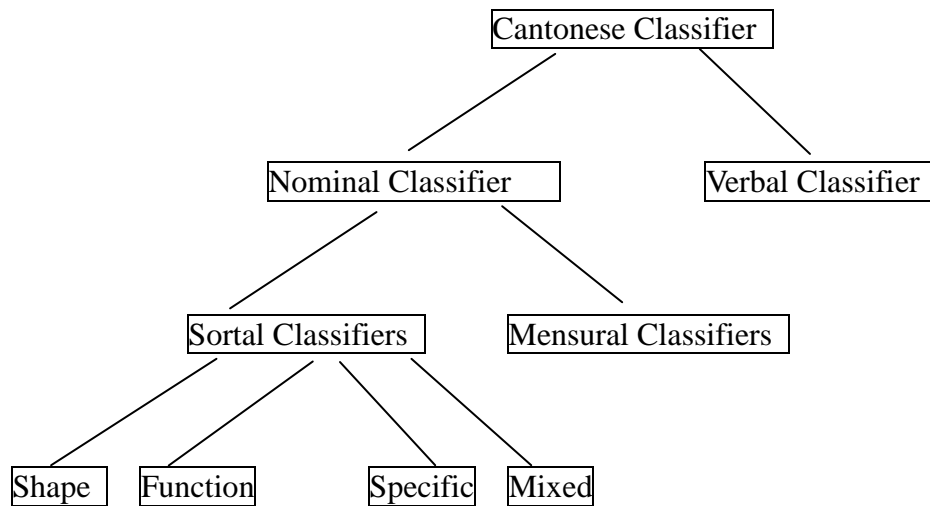 Cantonese Classifier
Nominal Classifier
Verbal Classifier
Sortal Classifiers
Mensural Classifiers
Shape
Function
Specific
Mixed